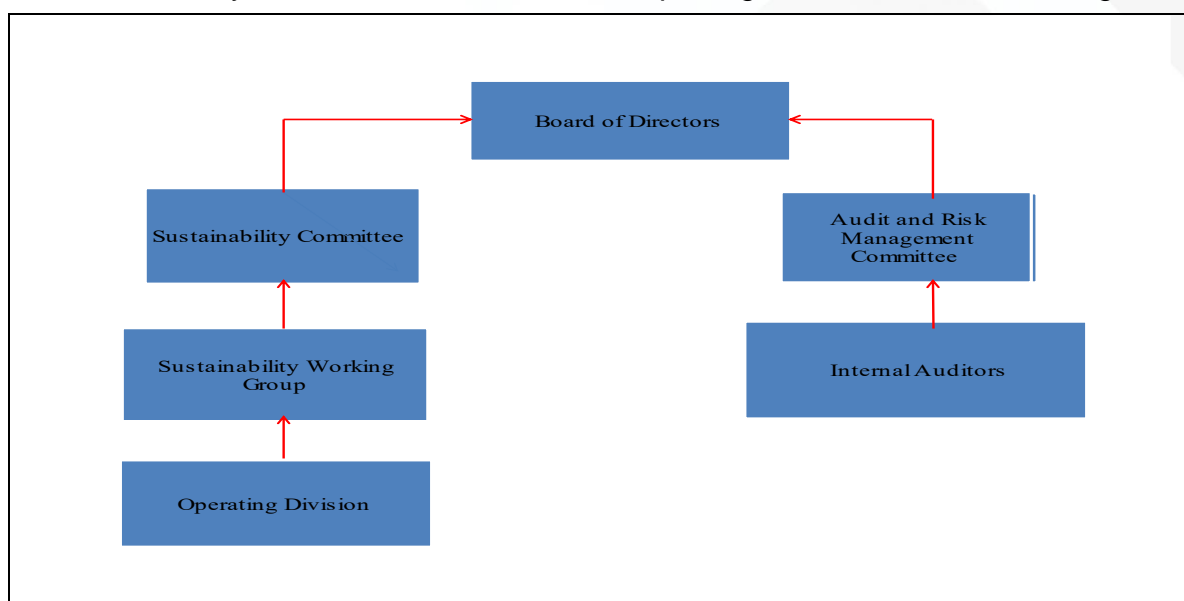 Board of Directors
Sustainability Committee
Audit and Risk
Management
Committee
Sustainability Working
Group
Internal Auditors
Operating Division